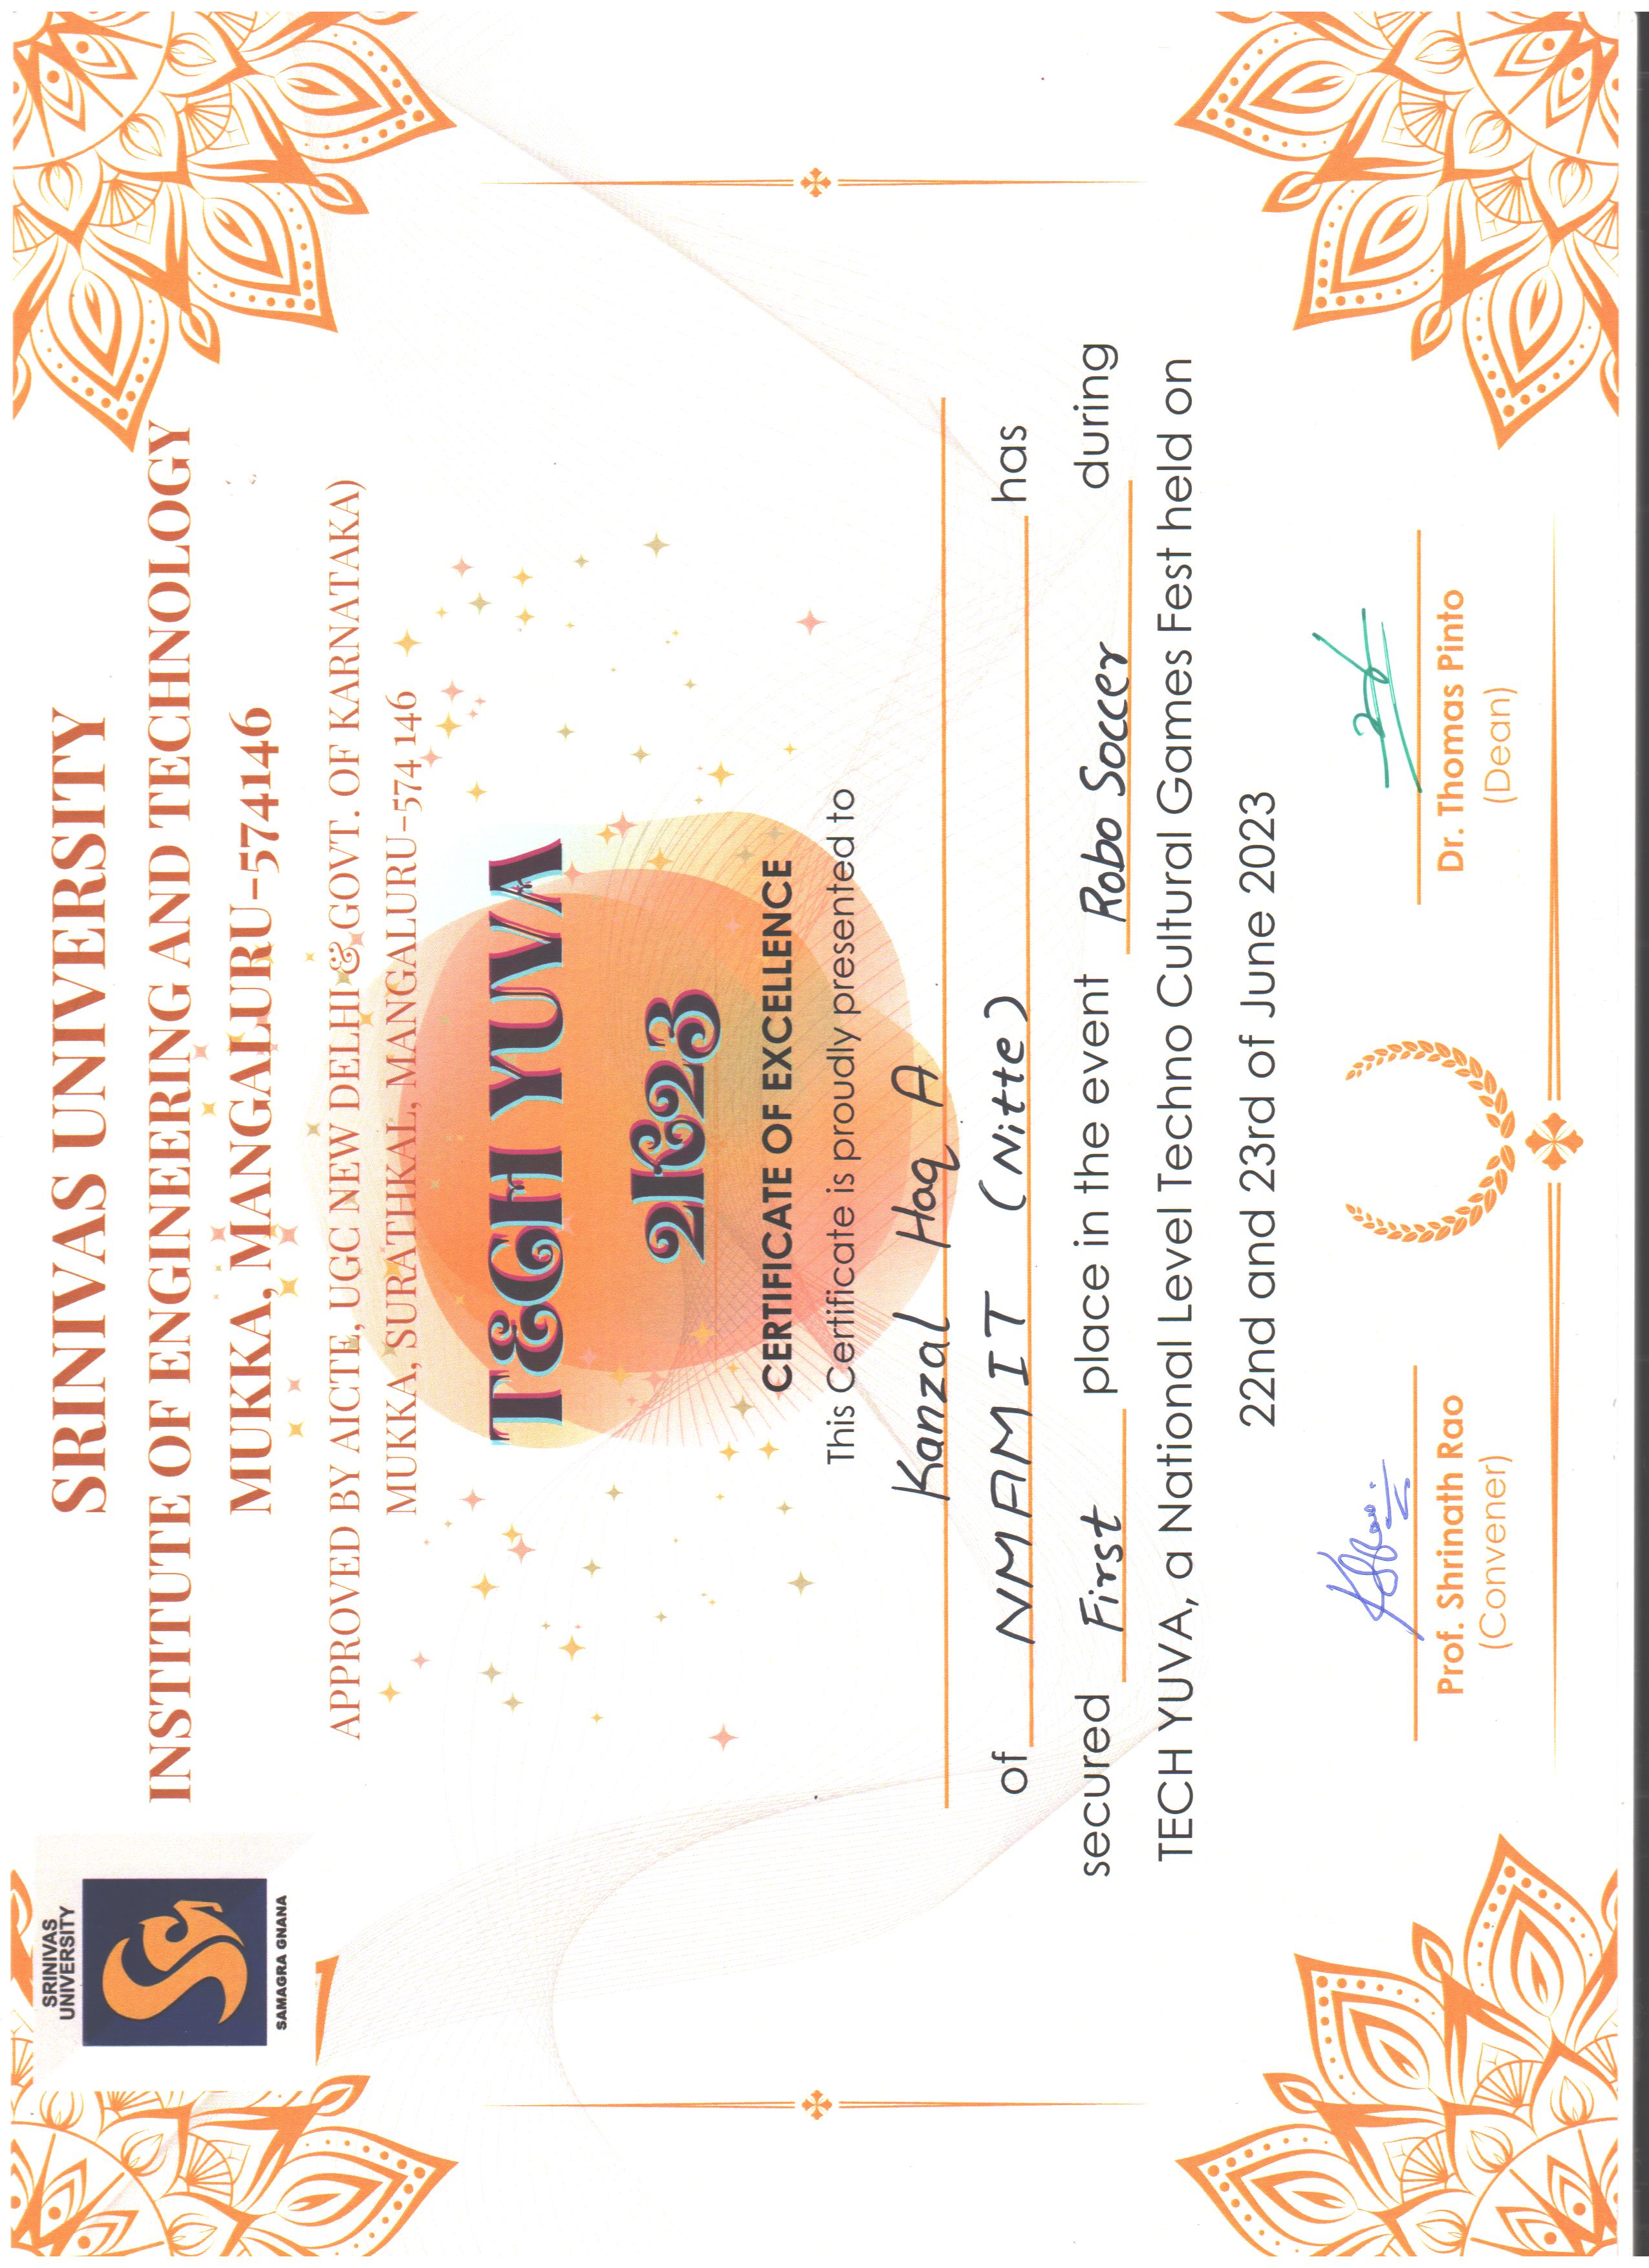 SRINIVAS
UNIVERSITY
SAMAGRA GNANA
SRINIVAS UNIVERSITY
INSTITUTE OF ENGINEERING AND TECHNOLOGY
MUKKA, MANGALURU-574146
APPROVED BY AICTE, UGC NEW DELHI & GOVT. OF KARNATAKA)
MUKKA, SURATHKAL, MANGALURU-574 146
TECH YUVA
2k23
CERTIFICATE OF EXCELLENCE
This Certificate is proudly presented to
Kanzal Haq A
of NMAMIT (Nitte) has
secured First place in the event Robo Soccer during
TECH YUVA, a National Level Techno Cultural Games Fest held on
22nd and 23rd of June 2023
Prof. Shrinath Rao
(Convener)
Dr. Thomas Pinto
(Dean)